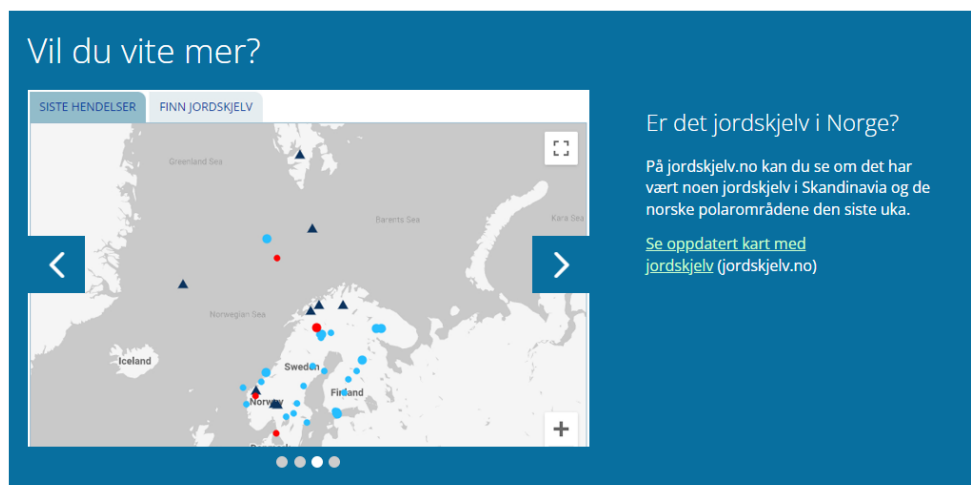 Vil du vite mer?
SISTE HENDELSER
FINN JORDSKJELV
Greenland Sea
Barents Sea
Kara Sea
Norwegian Sea
Iceland
Sweden
Finland
Norway
Er det jordskjelv i Norge?
På jordskjelv.no kan du se om det har
vært noen jordskjelv i Skandinavia og de
norske polarområdene den siste uka.
Se oppdatert kart med
jordskjelv (jordskjelv.no)